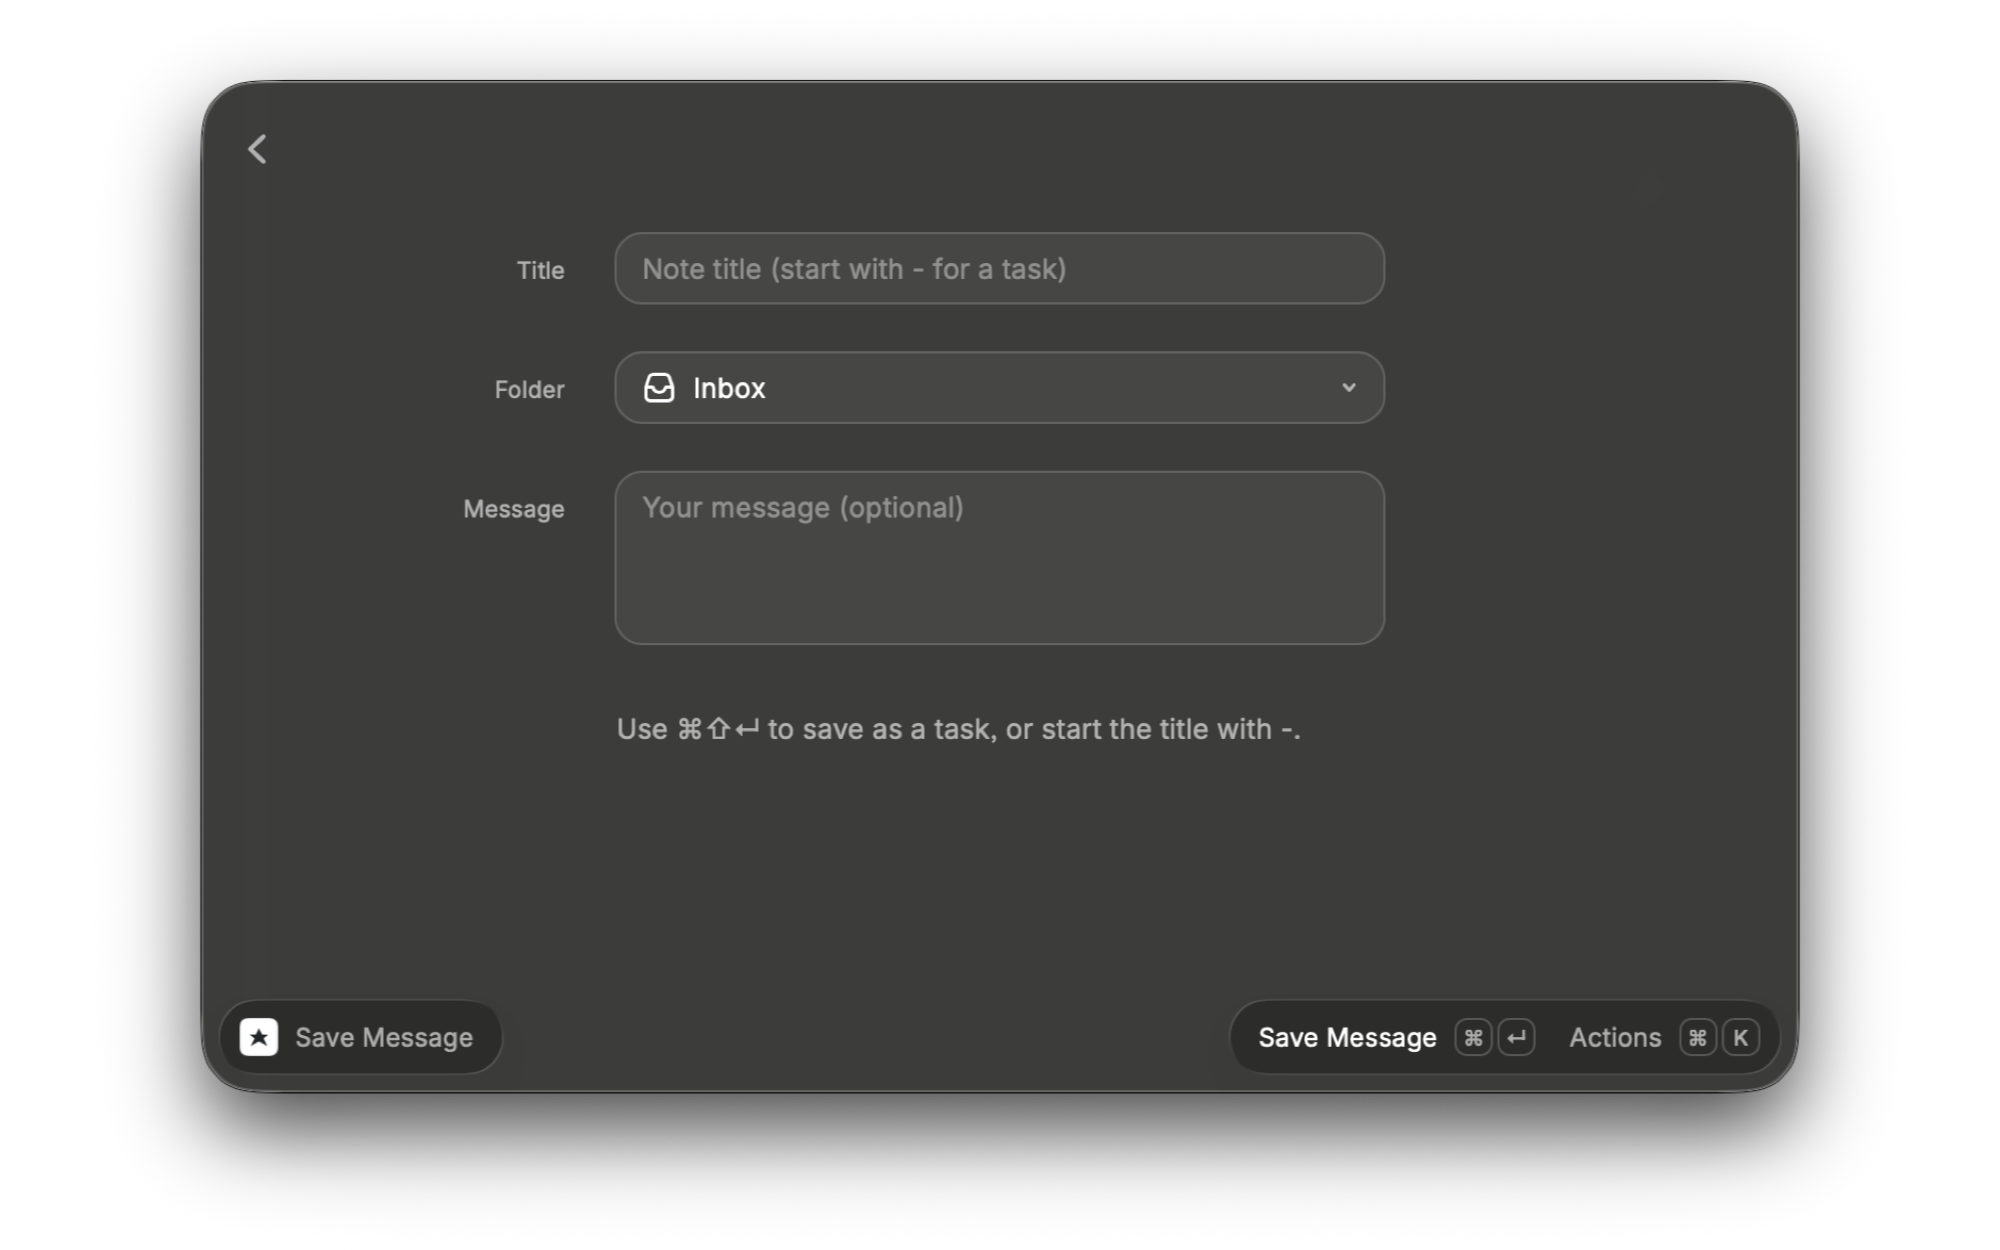 Title
Note title (start with - for a task)
Folder
Inbox
Message
Your message (optional)
Use ⌘⇧↵ to save as a task, or start the title with -.
Save Message
Save Message ⌘ ↵ Actions ⌘ K